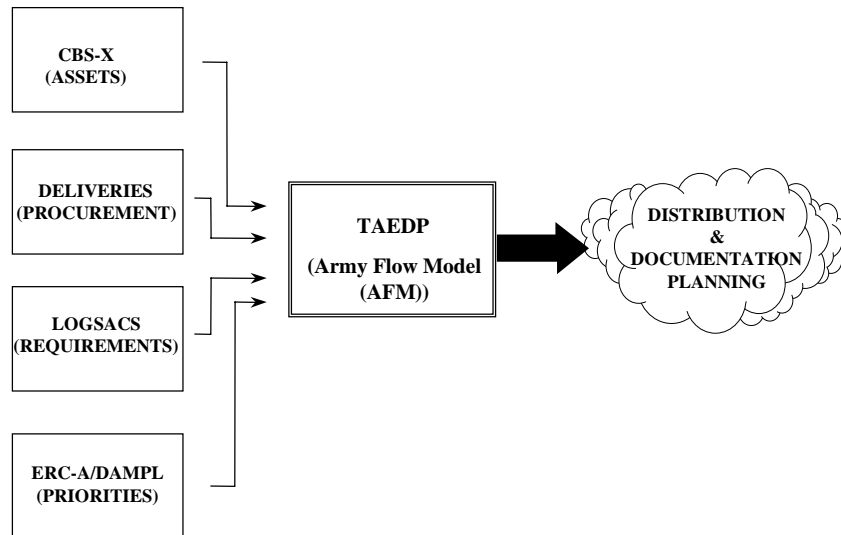 CBS-X
(ASSETS)
DELIVERIES
(PROCUREMENT)
LOGSACS
(REQUIREMENTS)
ERC-A/DAMPL
(PRIORITIES)
TAEDP
(Army Flow Model
(AFM))
DISTRIBUTION
&
DOCUMENTATION
PLANNING